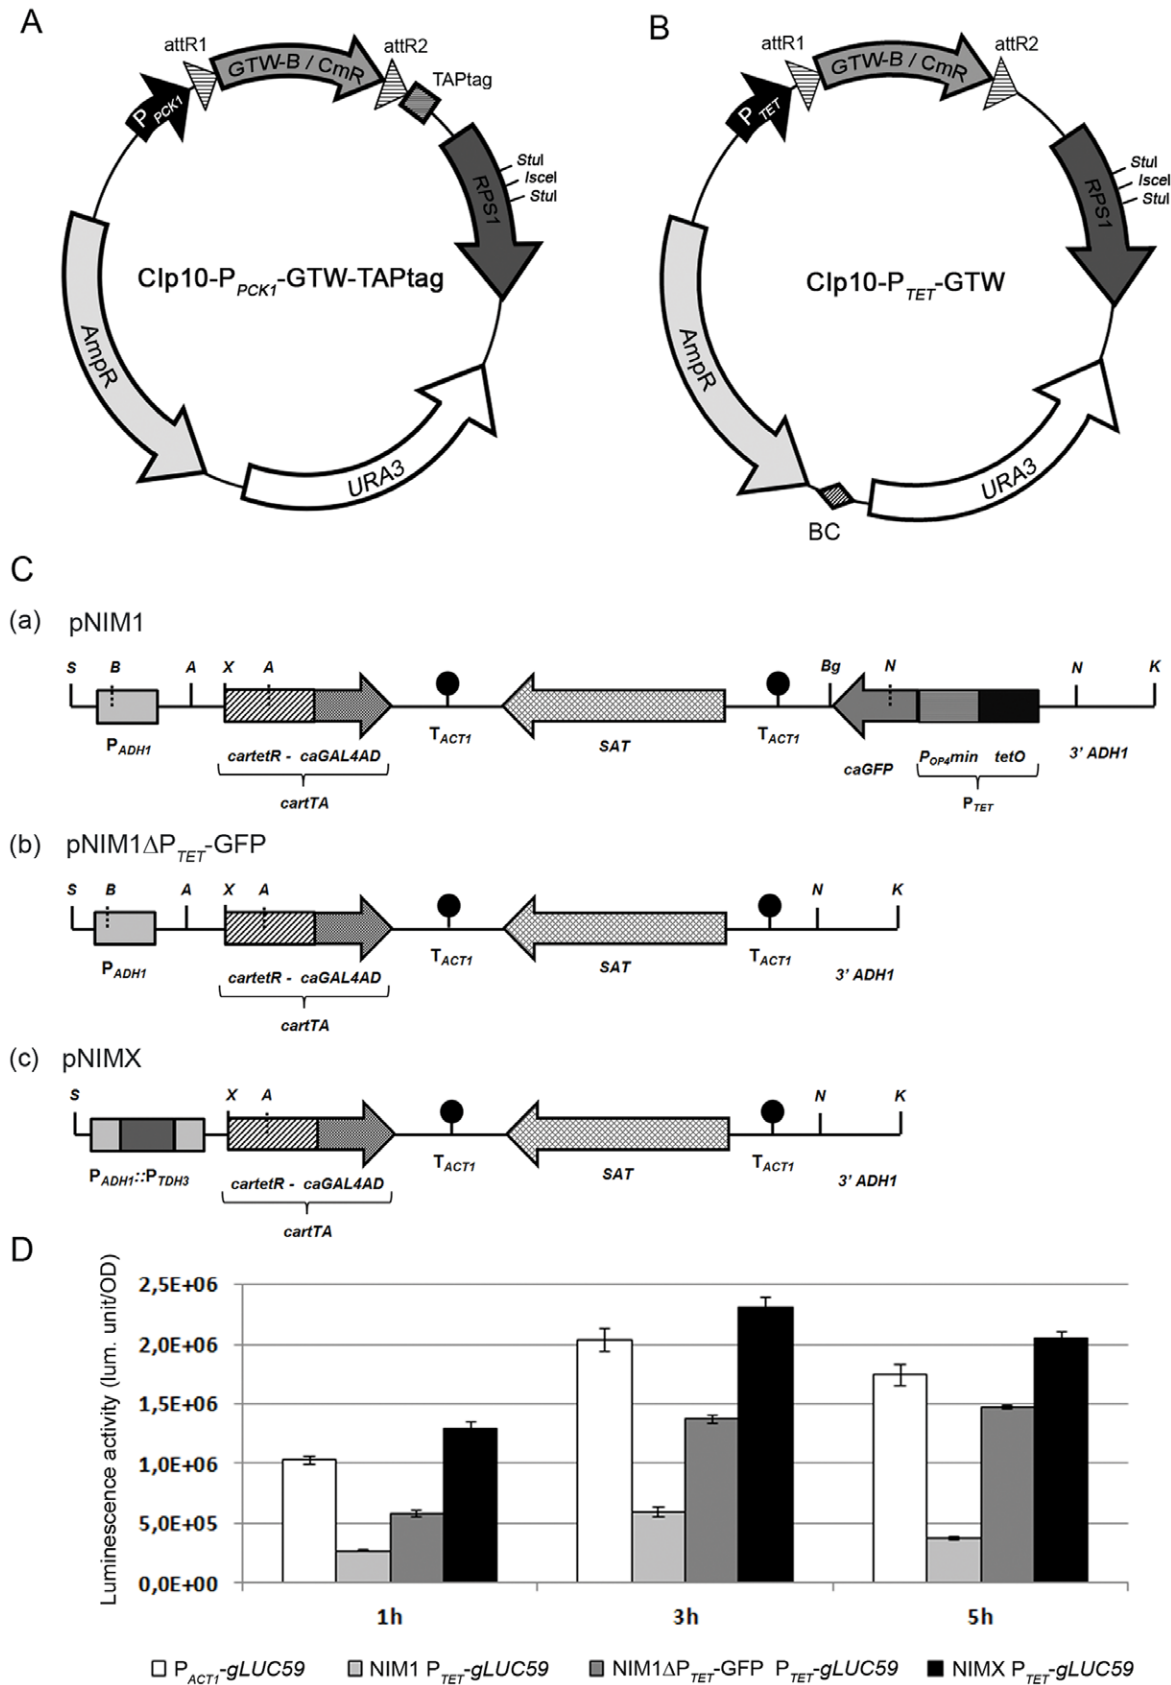 A
attR1
GTW-B / CmR
attR2
TAPtag
P PCK1
RPS1
StuI
IsceI
StuI
CIp10-PPCK1-GTW-TAPtag
AmpR
URA3
B
attR1
GTW-B / CmR
attR2
P TET
RPS1
StuI
IsceI
StuI
CIp10-PTET-GTW
AmpR
URA3
BC
C
(a) pNIM1
S B A X A Bg N N K
PADH1 TACT1 SAT TACT1
cartetR - caGAL4AD caGFP POP4min tetO 3' ADH1
cartTA PTET
(b) pNIM1ΔPTET-GFP
S B A X A N K
PADH1 TACT1 SAT TACT1
cartetR - caGAL4AD 3' ADH1
cartTA
(c) pNIMX
S X A N K
PADH1::PTDH3 TACT1 SAT TACT1
cartetR - caGAL4AD 3' ADH1
cartTA
D
Luminescence activity (lum. unit/OD)
2,5E+06
2,0E+06
1,5E+06
1,0E+06
5,0E+05
0,0E+00
1h 3h 5h
PACT1-gLUC59 NIM1 PTET-gLUC59 NIM1ΔPTET-GFP PTET-gLUC59 NIMX PTET-gLUC59